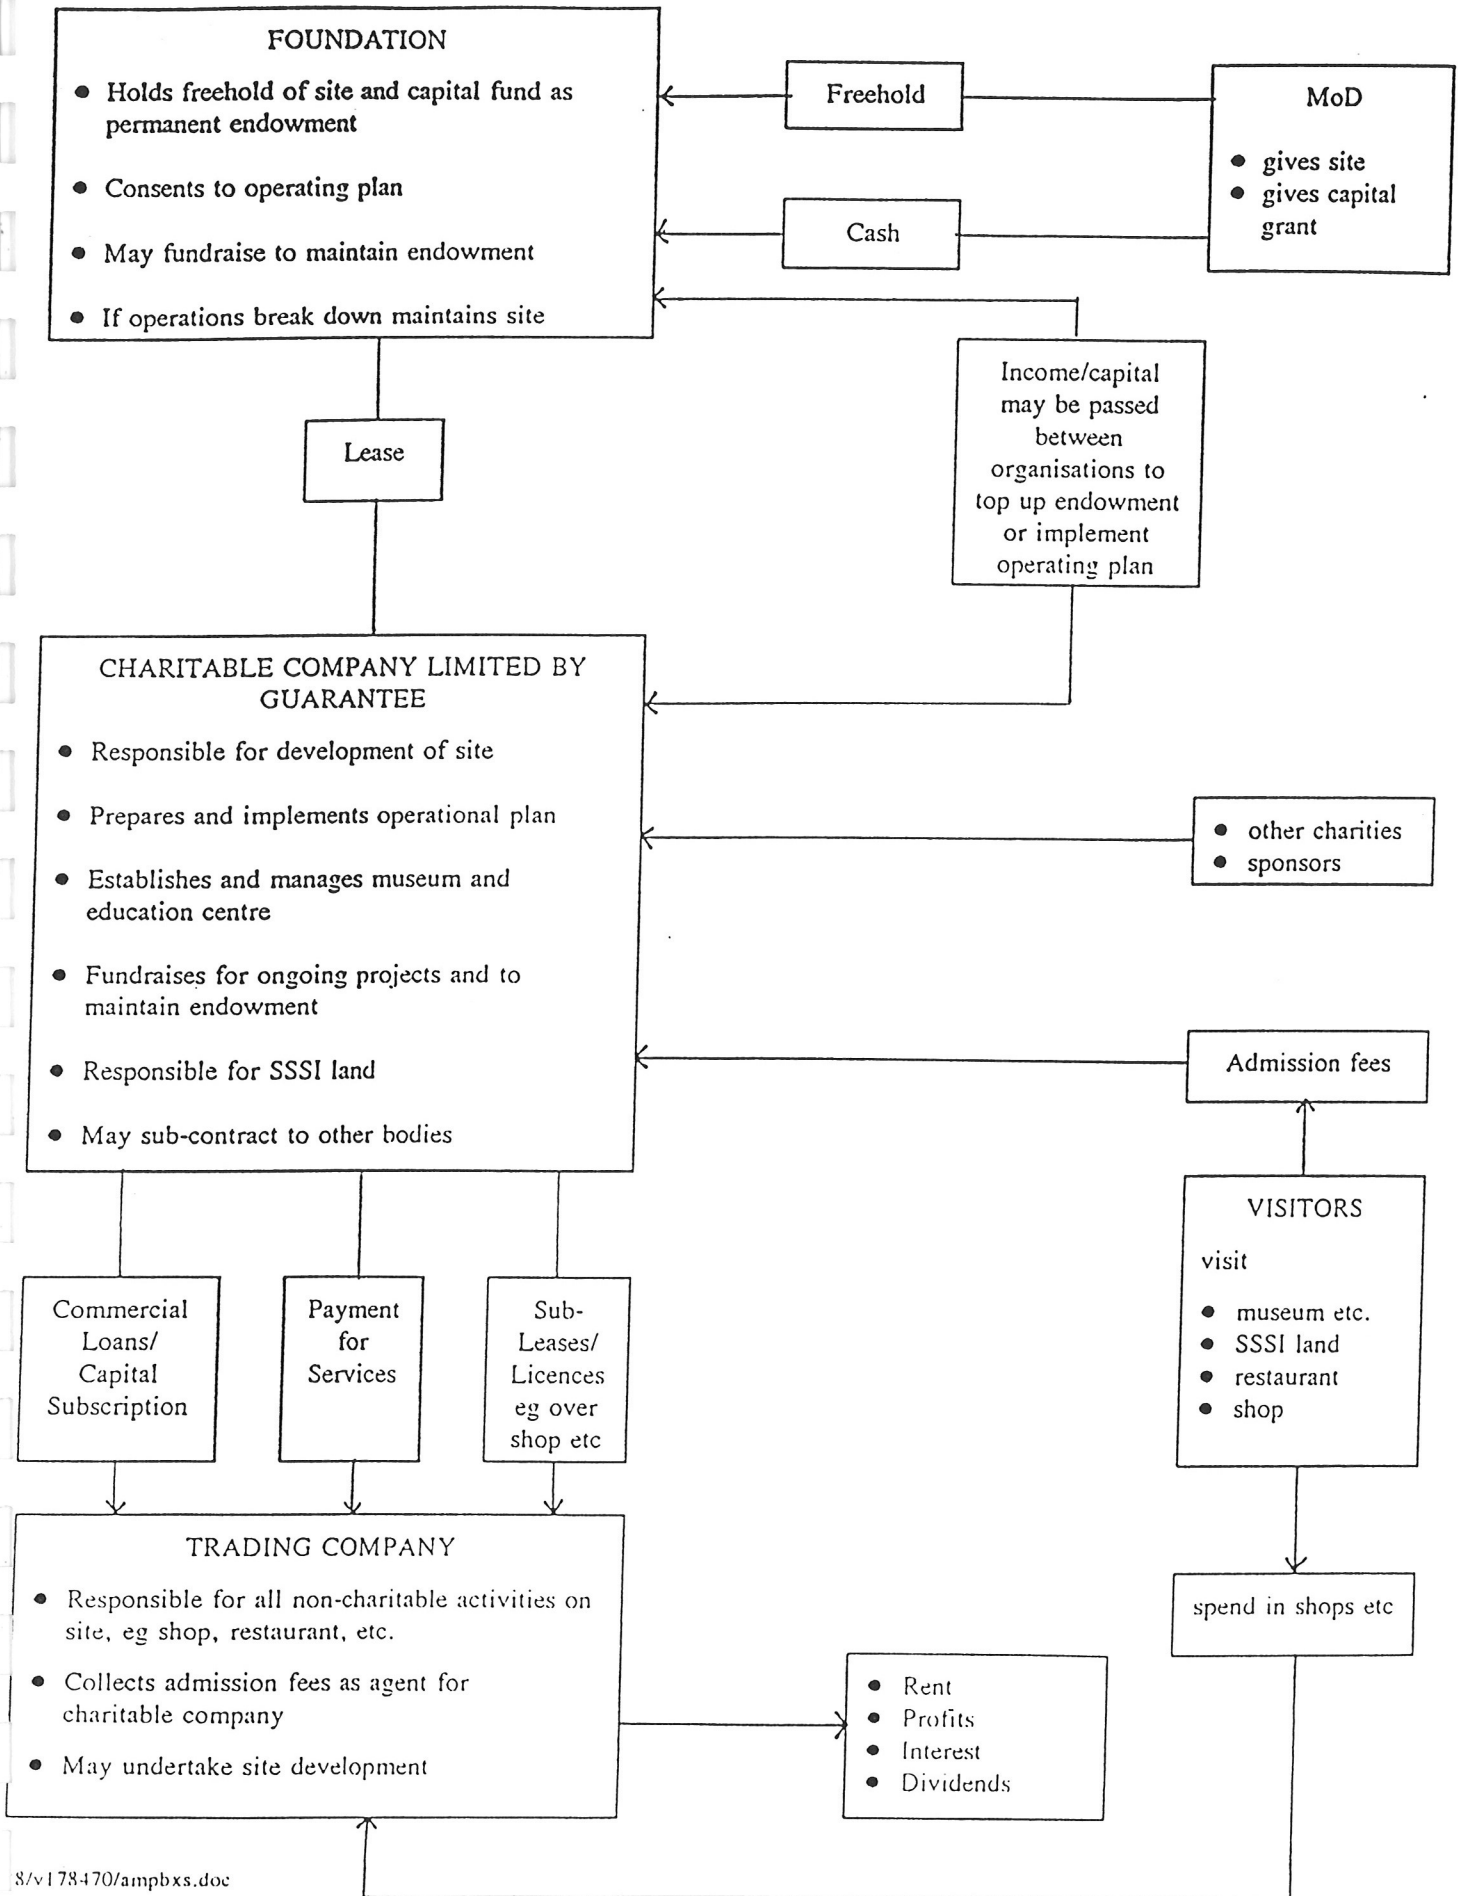 FOUNDATION
● Holds freehold of site and capital fund as
permanent endowment
● Consents to operating plan
● May fundraise to maintain endowment
● If operations break down maintains site
Freehold
Cash
MoD
● gives site
● gives capital
grant
Income/capital
may be passed
between
organisations to
top up endowment
or implement
operating plan
Lease
CHARITABLE COMPANY LIMITED BY
GUARANTEE
● Responsible for development of site
● Prepares and implements operational plan
● Establishes and manages museum and
education centre
● Fundraises for ongoing projects and to
maintain endowment
● Responsible for SSSI land
● May sub-contract to other bodies
● other charities
● sponsors
Admission fees
VISITORS
visit
● museum etc.
● SSSI land
● restaurant
● shop
Commercial
Loans/
Capital
Subscription
Payment
for
Services
Sub-
Leases/
Licences
eg over
shop etc
TRADING COMPANY
● Responsible for all non-charitable activities on
site, eg shop, restaurant, etc.
● Collects admission fees as agent for
charitable company
● May undertake site development
spend in shops etc
● Rent
● Profits
● Interest
● Dividends
8/v178470/ampbxs.doc